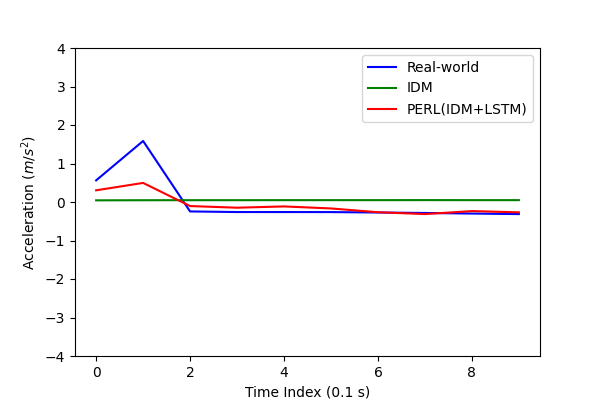 Real-world
IDM
PERL(IDM+LSTM)
4
3
2
1
0
−1
−2
−3
−4
Acceleration (m/s²)
0 2 4 6 8
Time Index (0.1 s)